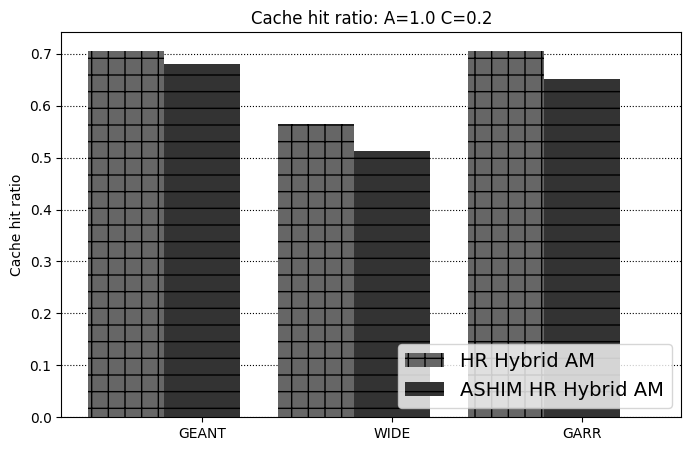 Cache hit ratio: A=1.0 C=0.2
Cache hit ratio
0.7
0.6
0.5
0.4
0.3
0.2
0.1
0.0
GEANT WIDE GARR
HR Hybrid AM
ASHIM HR Hybrid AM